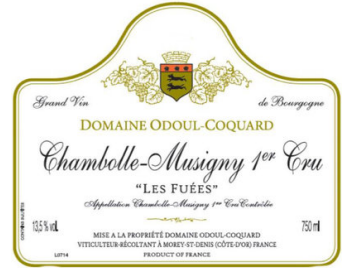 Grand Vin de Bourgogne
DOMAINE ODOUL-COQUARD
Chambolle-Musigny 1er Cru
"LES FUÉES"
Appellation Chambolle-Musigny 1er Cru Contrôlée
13,5 % vol. 750 ml
MISE A LA PROPRIÉTÉ DOMAINE ODOUL-COQUARD
VITICULTEUR-RÉCOLTANT À MOREY-ST-DENIS (CÔTE-D'OR) FRANCE
L0714 PRODUCT OF FRANCE